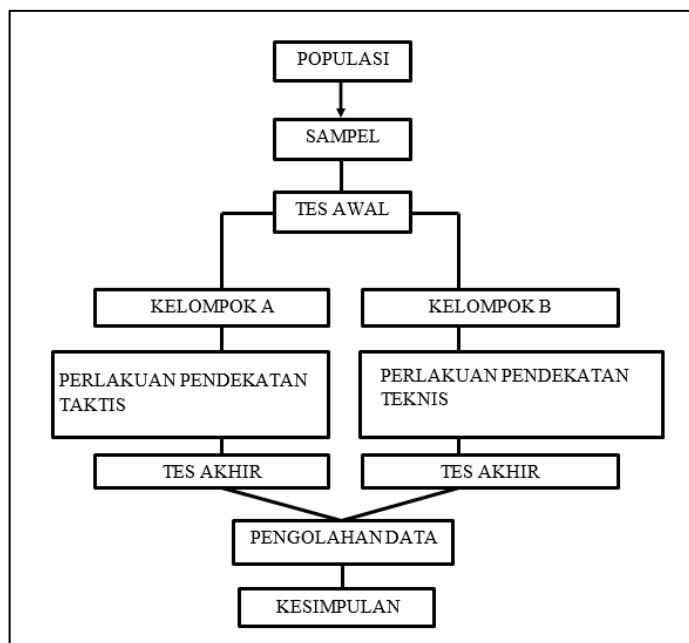 POPULASI
SAMPEL
TES AWAL
KELOMPOK A
KELOMPOK B
PERLAKUAN PENDEKATAN
TAKTIS
PERLAKUAN PENDEKATAN
TEKNIS
TES AKHIR
TES AKHIR
PENGOLAHAN DATA
KESIMPULAN